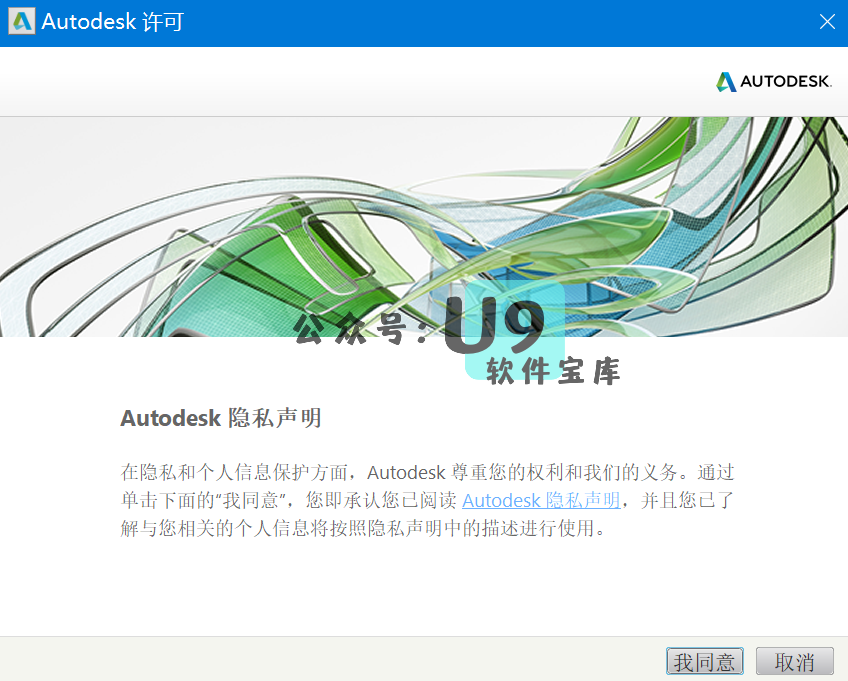 Autodesk 许可
AUTODESK.
公众号：U9
软件宝库
Autodesk 隐私声明
在隐私和个人信息保护方面，Autodesk 尊重您的权利和我们的义务。通过
单击下面的“我同意”，您即承认您已阅读 Autodesk 隐私声明，并且您已了
解与您相关的个人信息将按照隐私声明中的描述进行使用。
我同意 取消